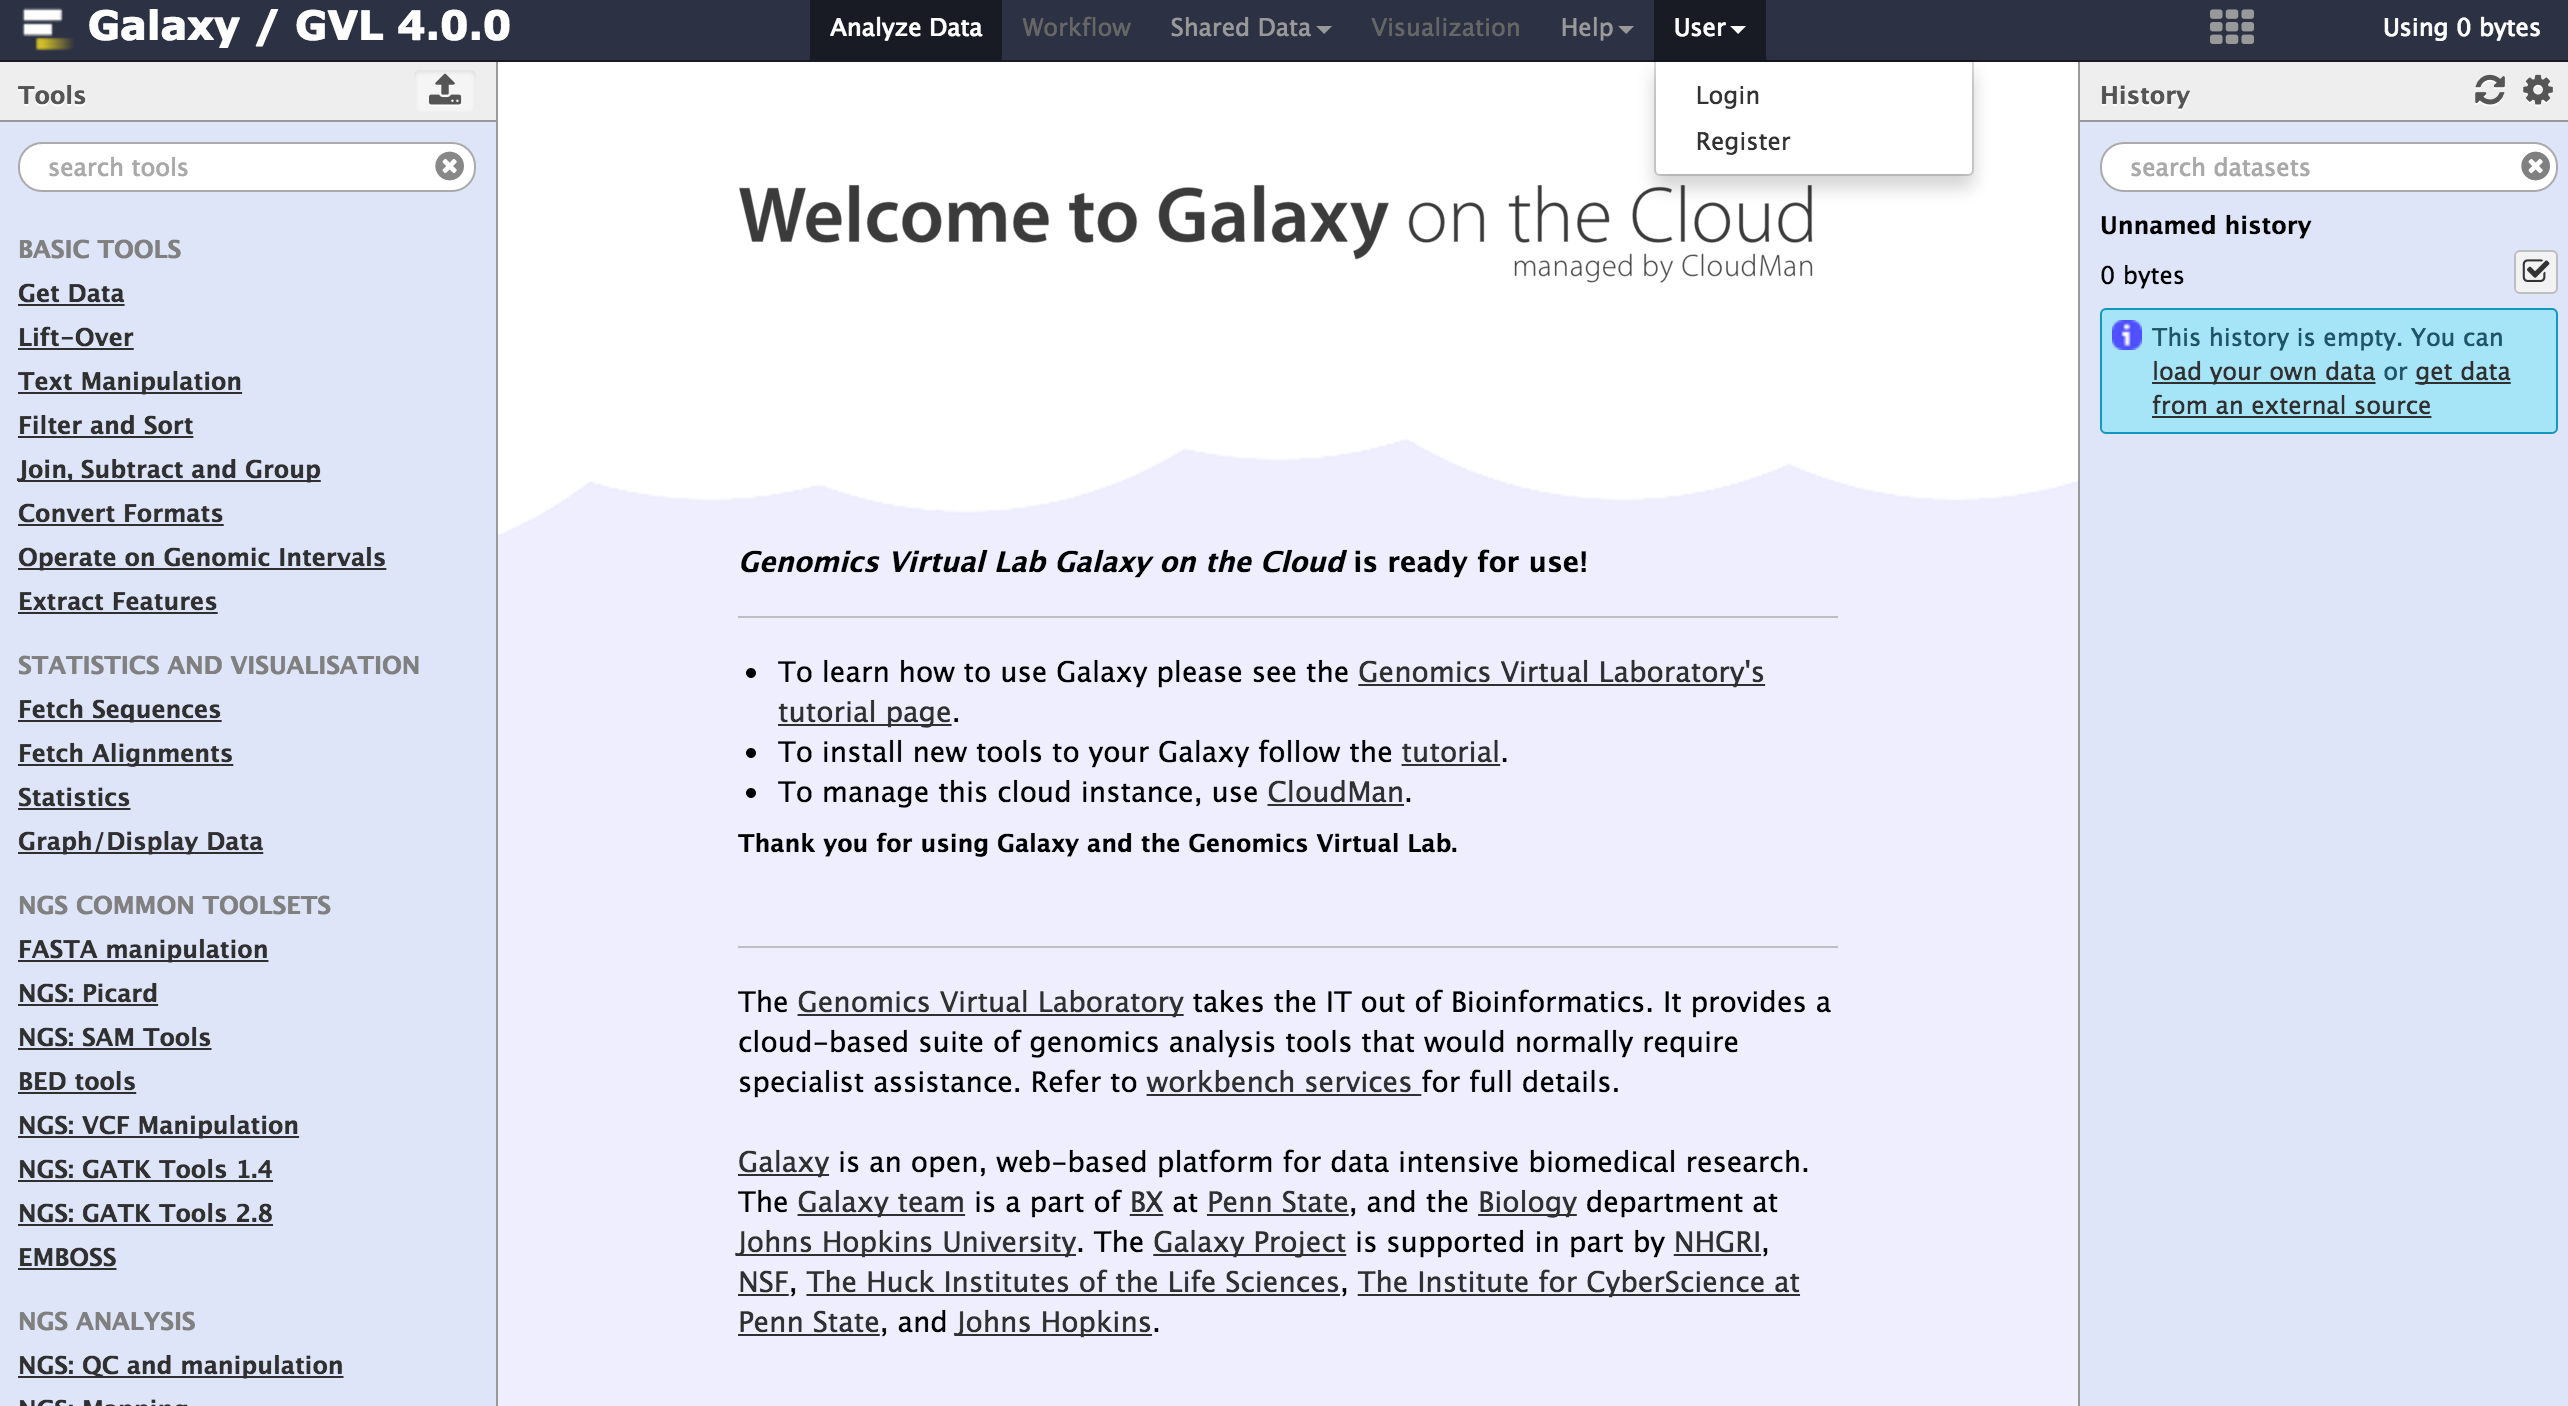 Galaxy / GVL 4.0.0
Analyze Data
Workflow
Shared Data
Visualization
Help
User
Using 0 bytes
Login
Register
Tools
search tools
BASIC TOOLS
Get Data
Lift-Over
Text Manipulation
Filter and Sort
Join, Subtract and Group
Convert Formats
Operate on Genomic Intervals
Extract Features
STATISTICS AND VISUALISATION
Fetch Sequences
Fetch Alignments
Statistics
Graph/Display Data
NGS COMMON TOOLSETS
FASTA manipulation
NGS: Picard
NGS: SAM Tools
BED tools
NGS: VCF Manipulation
NGS: GATK Tools 1.4
NGS: GATK Tools 2.8
EMBOSS
NGS ANALYSIS
NGS: QC and manipulation
NGS: Mapping
Welcome to Galaxy on the Cloud
managed by CloudMan
Genomics Virtual Lab Galaxy on the Cloud is ready for use!
• To learn how to use Galaxy please see the Genomics Virtual Laboratory's
tutorial page.
• To install new tools to your Galaxy follow the tutorial.
• To manage this cloud instance, use CloudMan.
Thank you for using Galaxy and the Genomics Virtual Lab.
The Genomics Virtual Laboratory takes the IT out of Bioinformatics. It provides a
cloud-based suite of genomics analysis tools that would normally require
specialist assistance. Refer to workbench services for full details.
Galaxy is an open, web-based platform for data intensive biomedical research.
The Galaxy team is a part of BX at Penn State, and the Biology department at
Johns Hopkins University. The Galaxy Project is supported in part by NHGRI,
NSF, The Huck Institutes of the Life Sciences, The Institute for CyberScience at
Penn State, and Johns Hopkins.
History
search datasets
Unnamed history
0 bytes
This history is empty. You can
load your own data or get data
from an external source